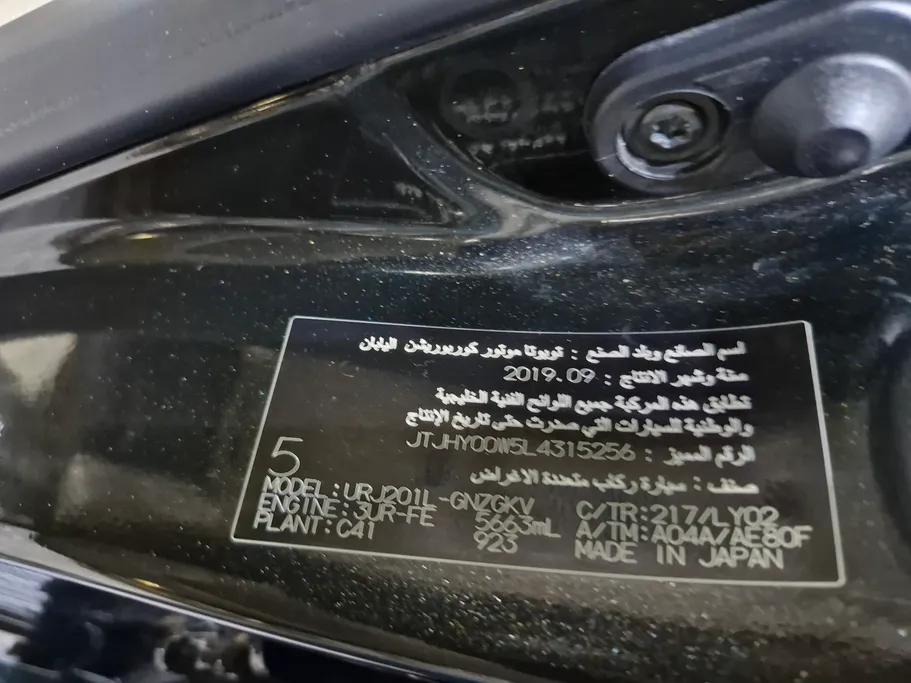 اسم الصانع وبلد الصنع : تويوتا موتور كوربوريشن اليابان
سنة وشهر الانتاج : 2019.09
تطابق هذه المركبة جميع اللوائح الفنية الخليجية
والوطنية للسيارات التي صدرت حتى تاريخ الإنتاج
الرقم المميز : JTJHY00W5L4315256
صنف : سيارة ركاب متعددة الاغراض
5
MODEL:URJ201L-GNZGKV C/TR:217/LY02
ENGINE:3UR-FE 5663mL A/TM:A04A/AE80F
PLANT:C41 923 MADE IN JAPAN